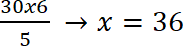 30x6/5 → x = 36